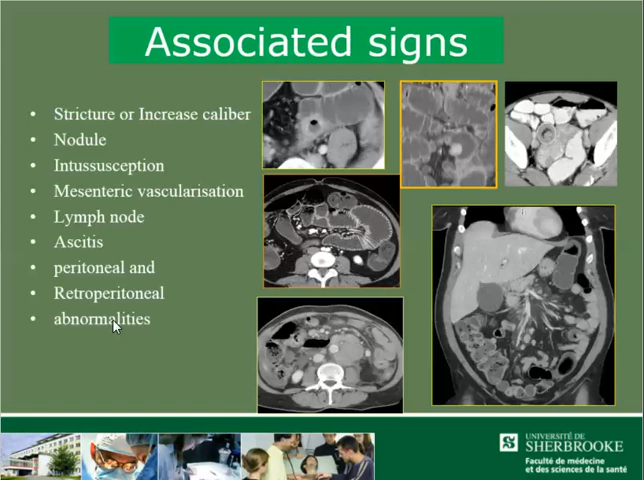 Associated signs
Stricture or Increase caliber
Nodule
Intussusception
Mesenteric vascularisation
Lymph node
Ascitis
peritoneal and
Retroperitoneal
abnormalities
UNIVERSITÉ DE
SHERBROOKE
Faculté de médecine
et des sciences de la santé